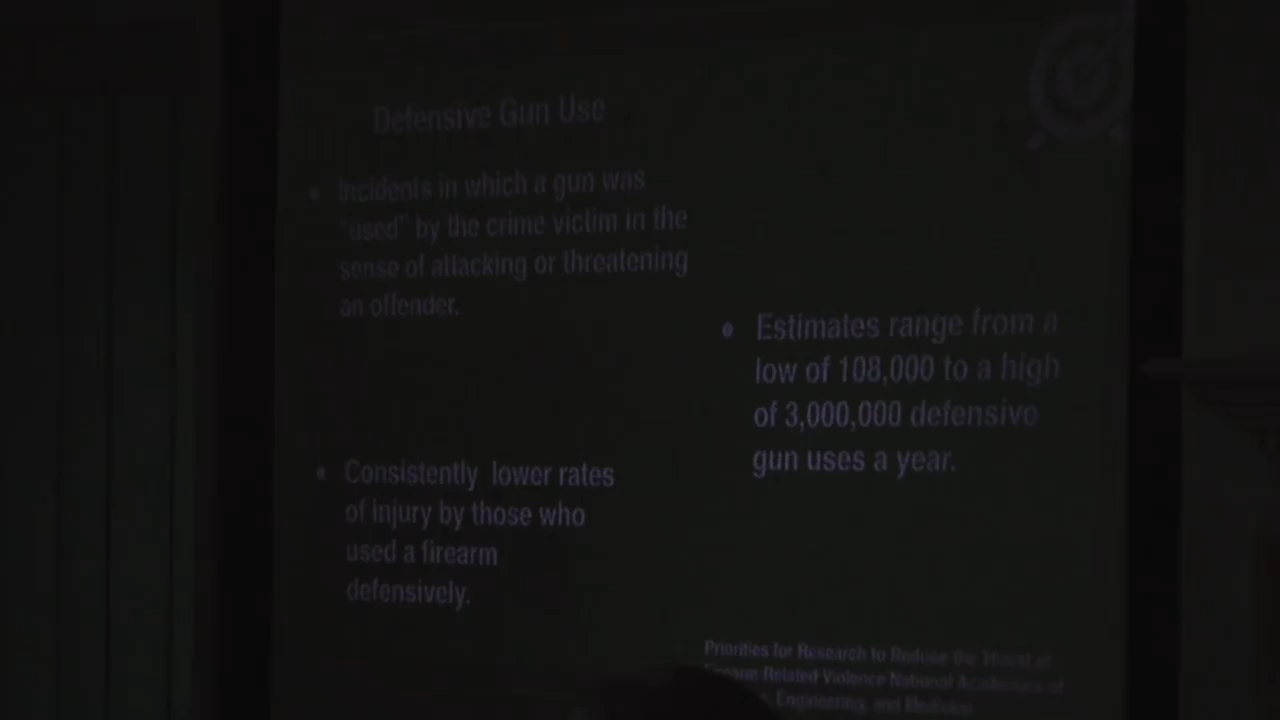 Defensive Gun Use
• Incidents in which a gun was
"used" by the crime victim in the
sense of attacking or threatening
an offender.
• Consistently lower rates
of injury by those who
used a firearm
defensively.
• Estimates range from a
low of 108,000 to a high
of 3,000,000 defensive
gun uses a year.
Priorities for Research to Reduce the Threat of
Firearm Related Violence National Academies of
Engineering, and Medicine